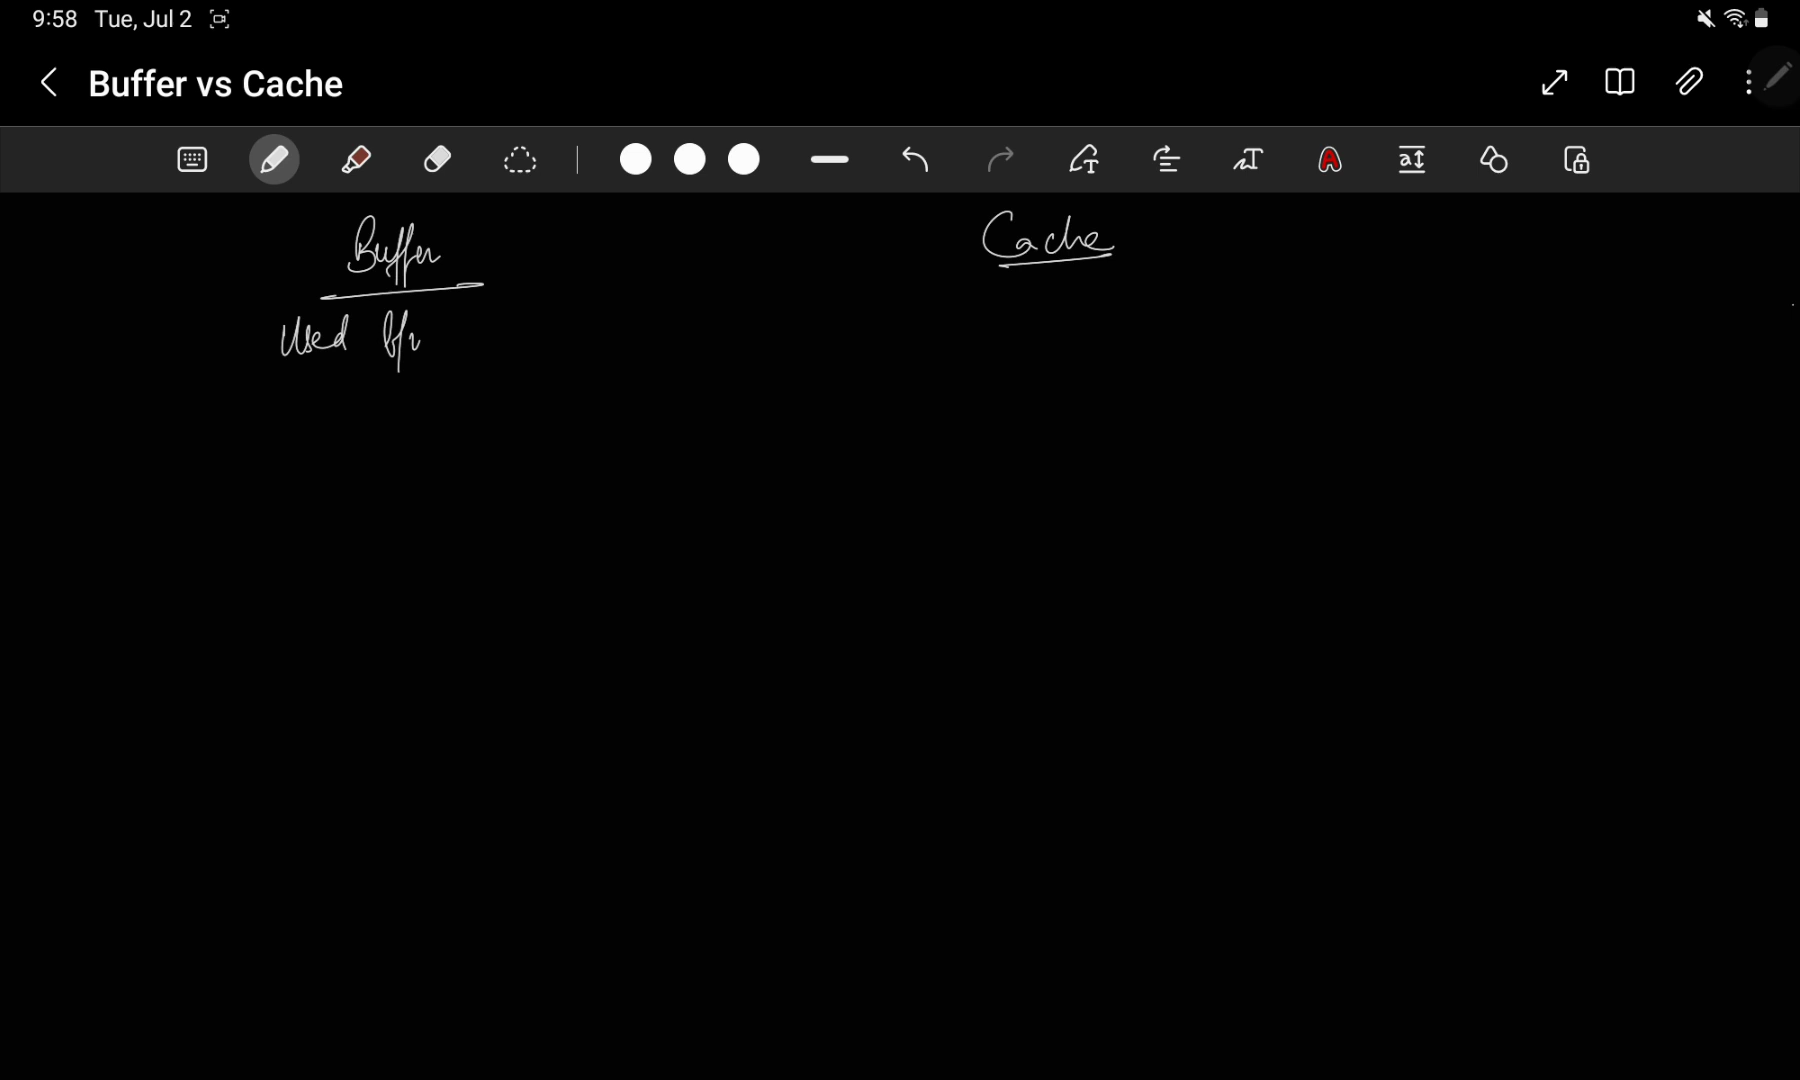 9:58 Tue, Jul 2
Buffer vs Cache
Buffer
Cache
Used